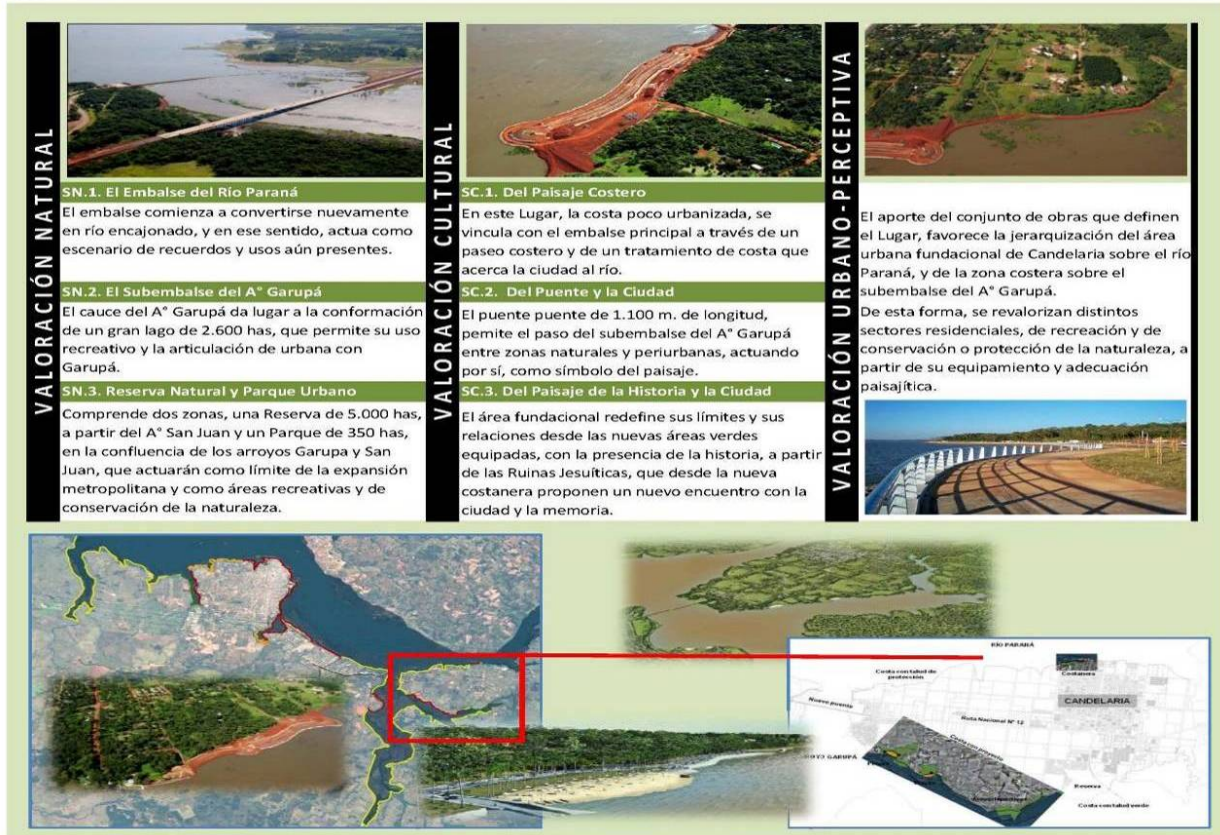 VALORACIÓN NATURAL
SN.1. El Embalse del Río Paraná
El embalse comienza a convertirse nuevamente
en río encajonado, y en ese sentido, actua como
escenario de recuerdos y usos aún presentes.
SN.2. El Subembalse del A° Garupá
El cauce del A° Garupá da lugar a la conformación
de un gran lago de 2.600 has, que permite su uso
recreativo y la articulación de urbana con
Garupá.
SN.3. Reserva Natural y Parque Urbano
Comprende dos zonas, una Reserva de 5.000 has,
a partir del A° San Juan y un Parque de 350 has,
en la confluencia de los arroyos Garupa y San
Juan, que actuarán como límite de la expansión
metropolitana y como áreas recreativas y de
conservación de la naturaleza.
VALORACIÓN CULTURAL
SC.1. Del Paisaje Costero
En este Lugar, la costa poco urbanizada, se
vincula con el embalse principal a través de un
paseo costero y de un tratamiento de costa que
acerca la ciudad al río.
SC.2. Del Puente y la Ciudad
El puente puente de 1.100 m. de longitud,
pemite el paso del subembalse del A° Garupá
entre zonas naturales y periurbanas, actuando
por sí, como símbolo del paisaje.
SC.3. Del Paisaje de la Historia y la Ciudad
El área fundacional redefine sus límites y sus
relaciones desde las nuevas áreas verdes
equipadas, con la presencia de la historia, a partir
de las Ruinas Jesuíticas, que desde la nueva
costanera proponen un nuevo encuentro con la
ciudad y la memoria.
VALORACIÓN URBANO-PERCEPTIVA
El aporte del conjunto de obras que definen
el Lugar, favorece la jerarquización del área
urbana fundacional de Candelaria sobre el río
Paraná, y de la zona costera sobre el
subembalse del A° Garupá.
De esta forma, se revalorizan distintos
sectores residenciales, de recreación y de
conservación o protección de la naturaleza, a
partir de su equipamiento y adecuación
paisajítica.
RÍO PARANÁ
Costa con talud de
protección
Costanera
CANDELARIA
Nuevo puente
Ruta Nacional N° 12
OYO GARUPÁ
Reserva
Costa con talud verde